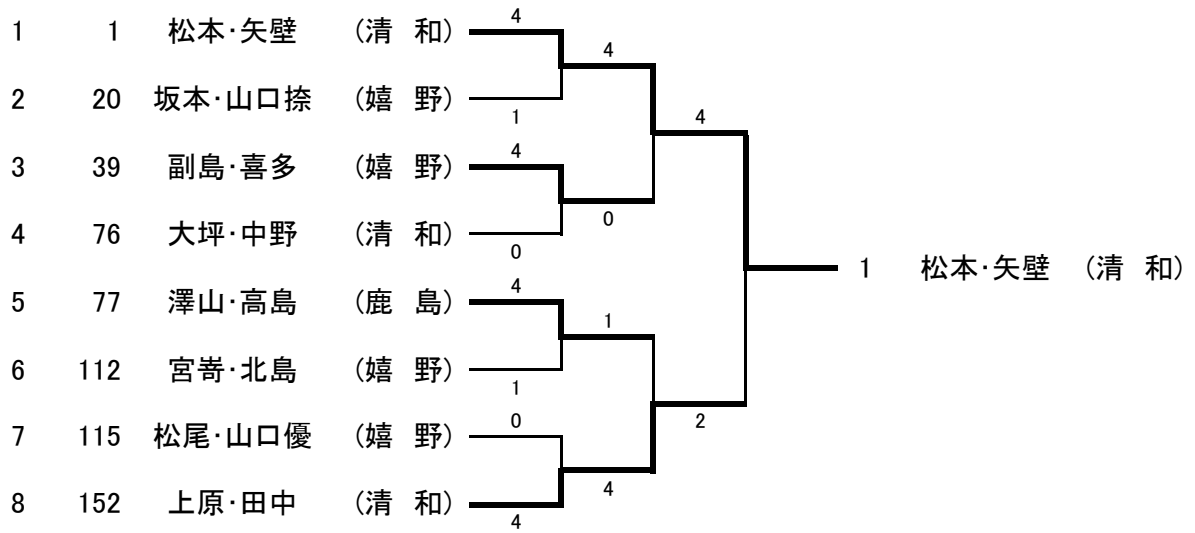 4
1 1 松本・矢壁 (清 和)
4
2 20 坂本・山口捺 (嬉 野)
1
4
4
3 39 副島・喜多 (嬉 野)
0
4 76 大坪・中野 (清 和)
0
1 松本・矢壁 (清 和)
4
5 77 澤山・高島 (鹿 島)
1
6 112 宮嵜・北島 (嬉 野)
1
0
2
7 115 松尾・山口優 (嬉 野)
4
8 152 上原・田中 (清 和)
4